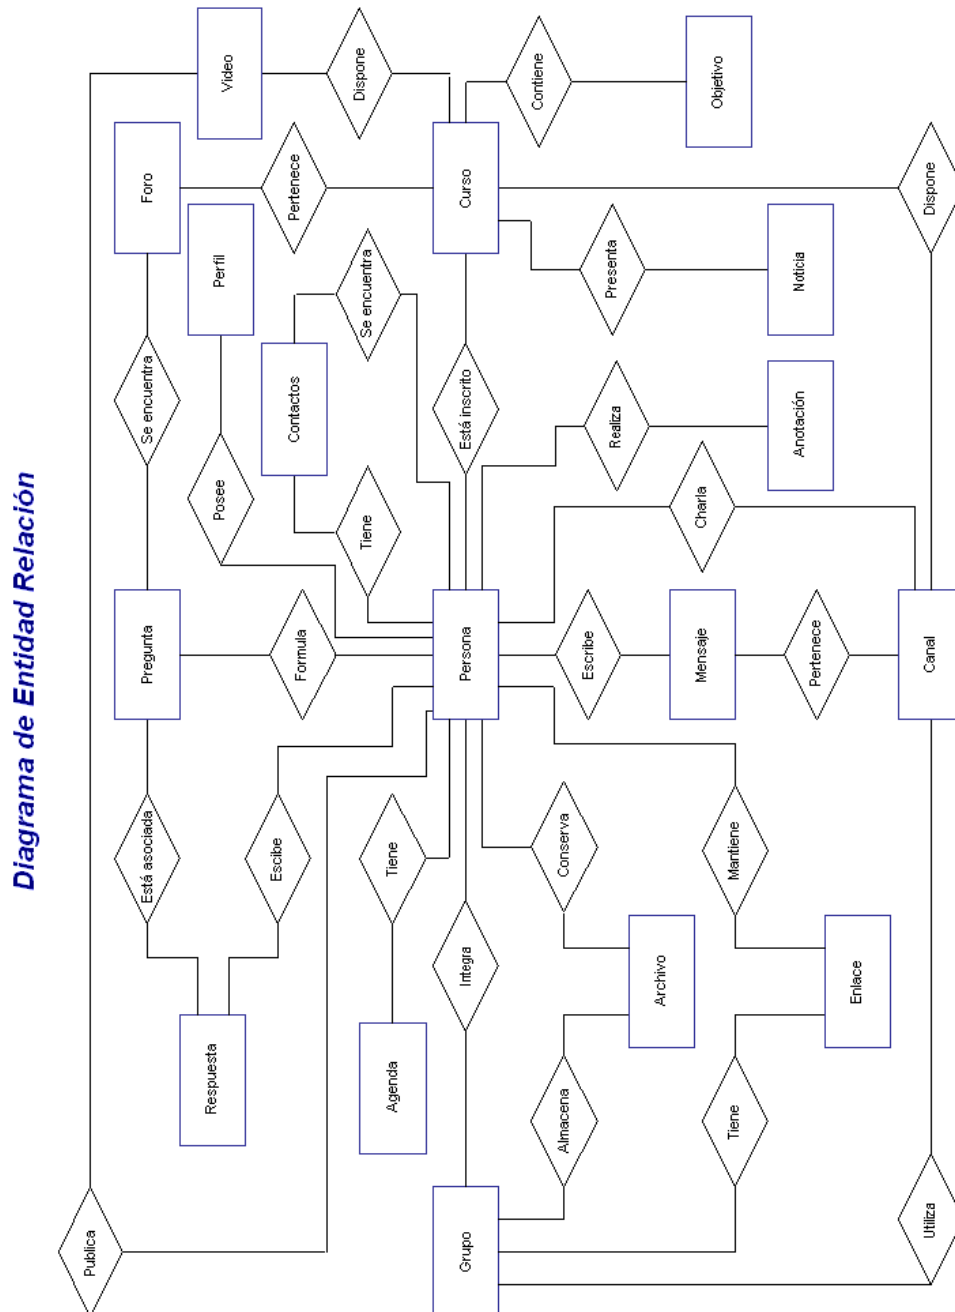 Diagrama de Entidad Relación
Publica
Está asociada
Pregunta
Se encuentra
Foro
Respuesta
Posee
Perfil
Video
Escibe
Formula
Contactos
Pertenece
Agenda
Tiene
Tiene
Se encuentra
Dispone
Grupo
Integra
Persona
Está inscrito
Curso
Almacena
Conserva
Escribe
Realiza
Presenta
Contiene
Archivo
Mensaje
Charla
Objetivo
Tiene
Mantiene
Pertenece
Anotación
Noticia
Enlace
Utiliza
Canal
Dispone